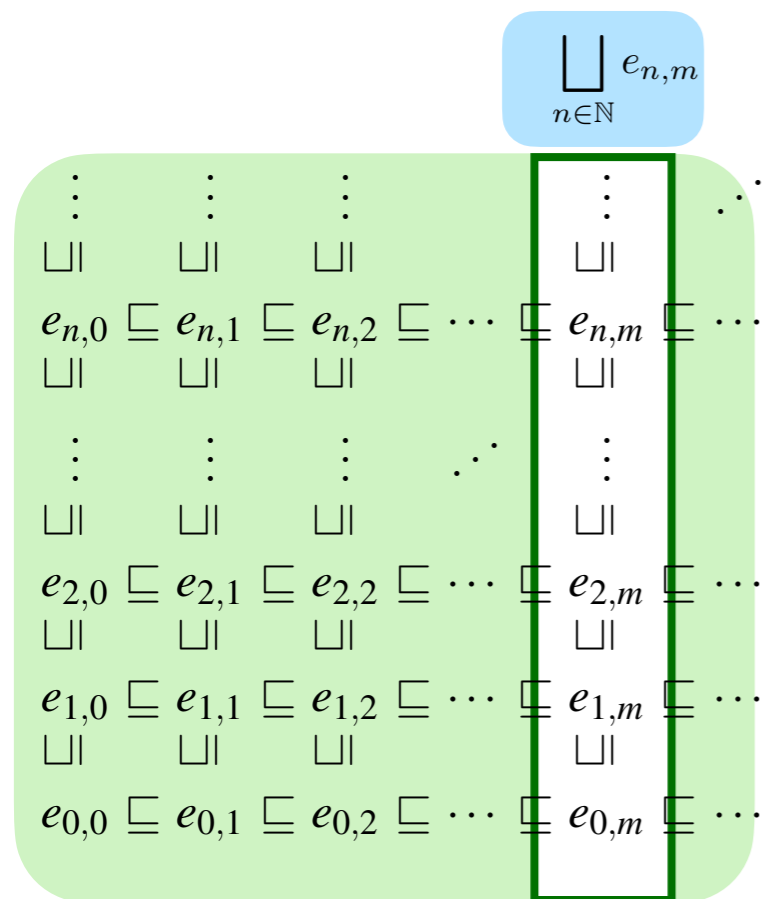 ⨆ e_{n,m}
n∈ℕ
⋮ ⋮ ⋮ ⋮ ⋰
⊔| ⊔| ⊔| ⊔|
e_{n,0} ⊑ e_{n,1} ⊑ e_{n,2} ⊑ ⋯ ⊑ e_{n,m} ⊑ ⋯
⊔| ⊔| ⊔| ⊔|
⋮ ⋮ ⋮ ⋰ ⋮
⊔| ⊔| ⊔| ⊔|
e_{2,0} ⊑ e_{2,1} ⊑ e_{2,2} ⊑ ⋯ ⊑ e_{2,m} ⊑ ⋯
⊔| ⊔| ⊔| ⊔|
e_{1,0} ⊑ e_{1,1} ⊑ e_{1,2} ⊑ ⋯ ⊑ e_{1,m} ⊑ ⋯
⊔| ⊔| ⊔| ⊔|
e_{0,0} ⊑ e_{0,1} ⊑ e_{0,2} ⊑ ⋯ ⊑ e_{0,m} ⊑ ⋯